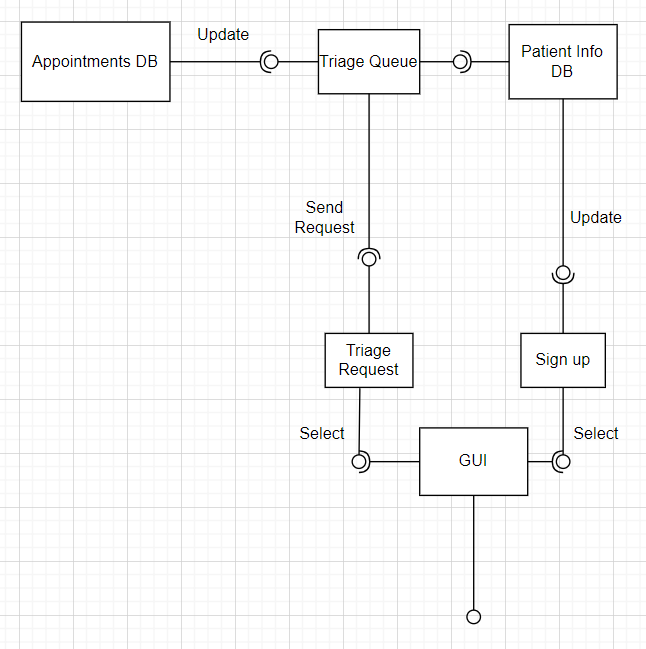 Update
Appointments DB
Triage Queue
Patient Info
DB
Send
Request
Update
Triage
Request
Sign up
Select
GUI
Select